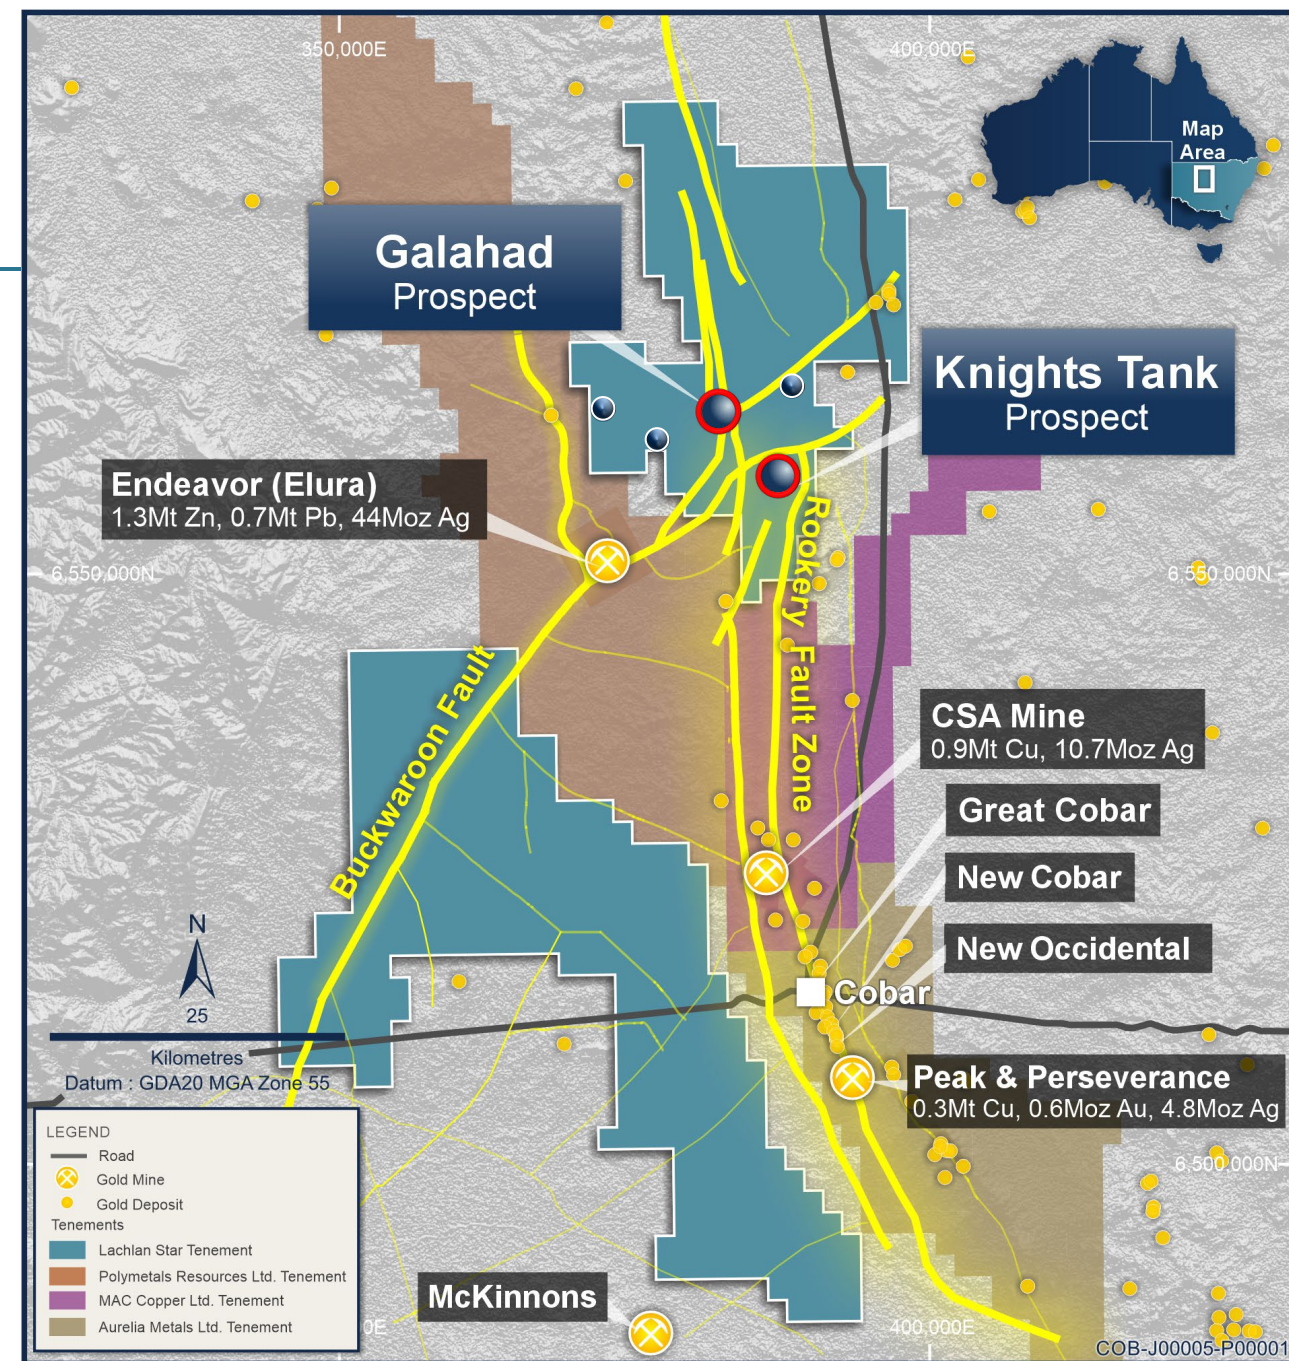 350,000E
400,000E
Map
Area
Galahad
Prospect
Knights Tank
Prospect
Endeavor (Elura)
1.3Mt Zn, 0.7Mt Pb, 44Moz Ag
6,550,000N
6,550,000N
Rookery Fault Zone
Buckwaroon Fault
CSA Mine
0.9Mt Cu, 10.7Moz Ag
Great Cobar
New Cobar
New Occidental
Cobar
N
25
Kilometres
Datum : GDA20 MGA Zone 55
Peak & Perseverance
0.3Mt Cu, 0.6Moz Au, 4.8Moz Ag
6,500,000N
LEGEND
Road
Gold Mine
Gold Deposit
Tenements
Lachlan Star Tenement
Polymetals Resources Ltd. Tenement
MAC Copper Ltd. Tenement
Aurelia Metals Ltd. Tenement
McKinnons
400,000E
COB-J00005-P00001